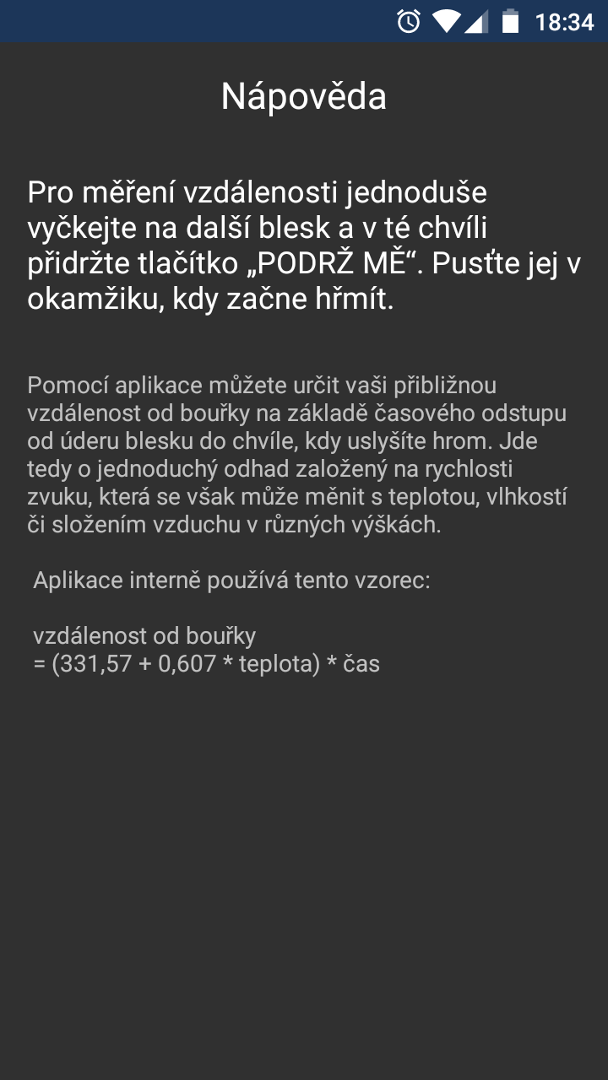 18:34
Nápověda
Pro měření vzdálenosti jednoduše
vyčkejte na další blesk a v té chvíli
přidržte tlačítko „PODRŽ MĚ“. Pusťte jej v
okamžiku, kdy začne hřmít.
Pomocí aplikace můžete určit vaši přibližnou
vzdálenost od bouřky na základě časového odstupu
od úderu blesku do chvíle, kdy uslyšíte hrom. Jde
tedy o jednoduchý odhad založený na rychlosti
zvuku, která se však může měnit s teplotou, vlhkostí
či složením vzduchu v různých výškách.
Aplikace interně používá tento vzorec:
vzdálenost od bouřky
= (331,57 + 0,607 * teplota) * čas